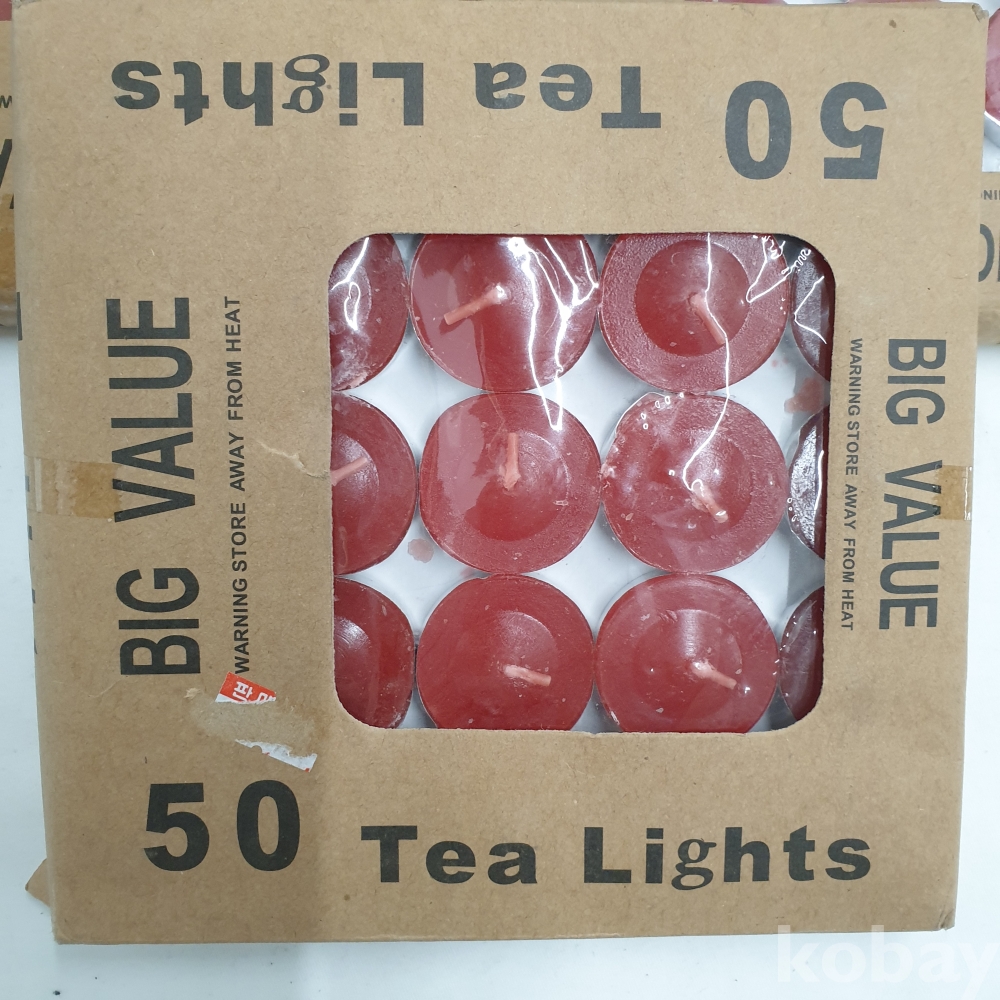 50 Tea Lights
BIG VALUE
WARNING STORE AWAY FROM HEAT
BIG VALUE
WARNING STORE AWAY FROM HEAT
50 Tea Lights
kobay